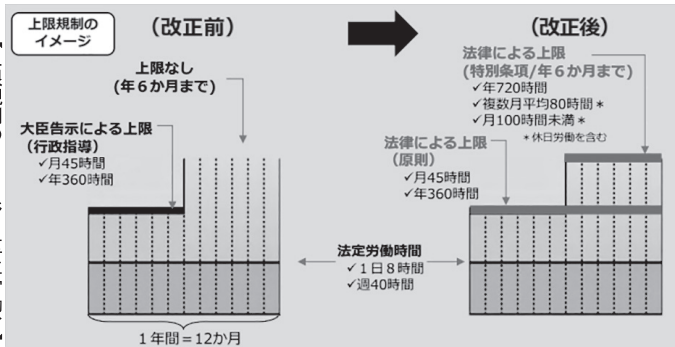 上限規制の
イメージ
（改正前）
上限なし
（年６か月まで）
大臣告示による上限
（行政指導）
✓月45時間
✓年360時間
（改正後）
法律による上限
（特別条項/年６か月まで）
✓年720時間
✓複数月平均80時間＊
✓月100時間未満＊
＊休日労働を含む
法律による上限
（原則）
✓月45時間
✓年360時間
法定労働時間
✓１日８時間
✓週40時間
１年間＝12か月